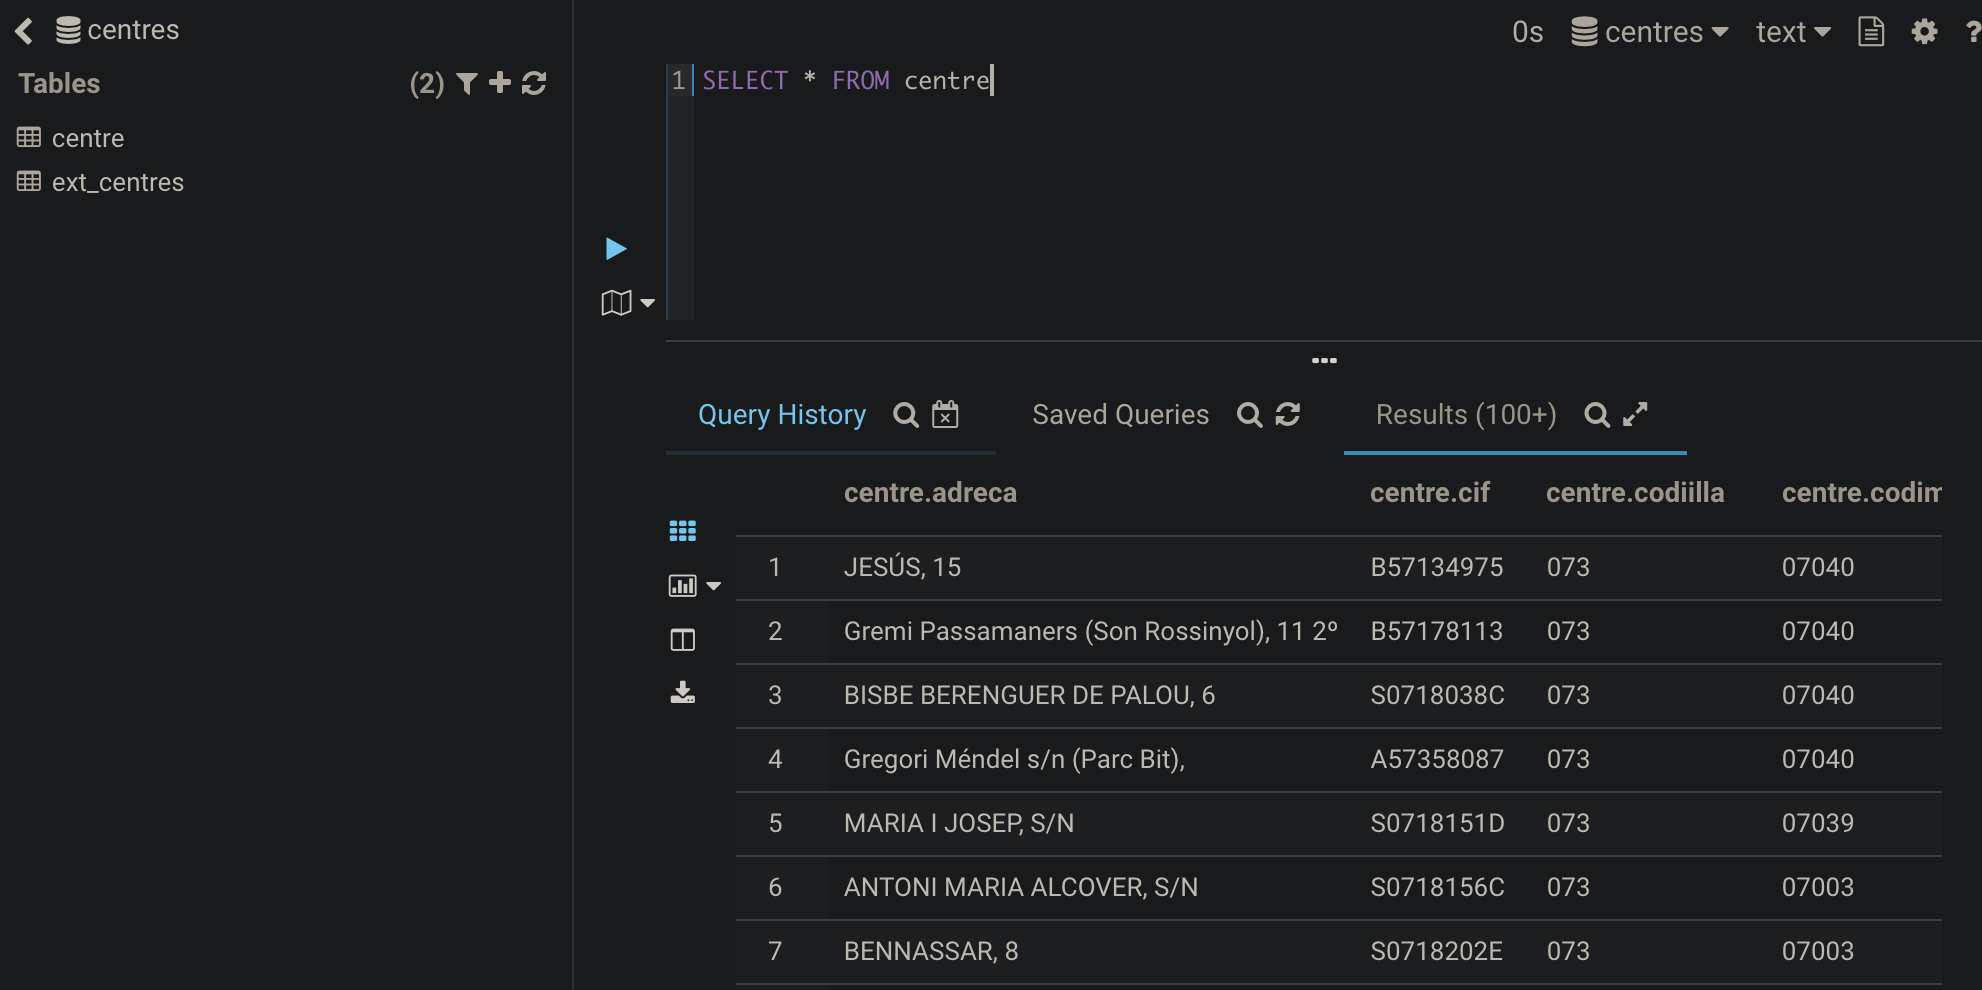 centres
Tables (2)
centre
ext_centres
0s centres text ?
1 SELECT * FROM centre
Query History Saved Queries Results (100+)
centre.adreca centre.cif centre.codiilla centre.codim
1 JESÚS, 15 B57134975 073 07040
2 Gremi Passamaners (Son Rossinyol), 11 2º B57178113 073 07040
3 BISBE BERENGUER DE PALOU, 6 S0718038C 073 07040
4 Gregori Méndel s/n (Parc Bit), A57358087 073 07040
5 MARIA I JOSEP, S/N S0718151D 073 07039
6 ANTONI MARIA ALCOVER, S/N S0718156C 073 07003
7 BENNASSAR, 8 S0718202E 073 07003